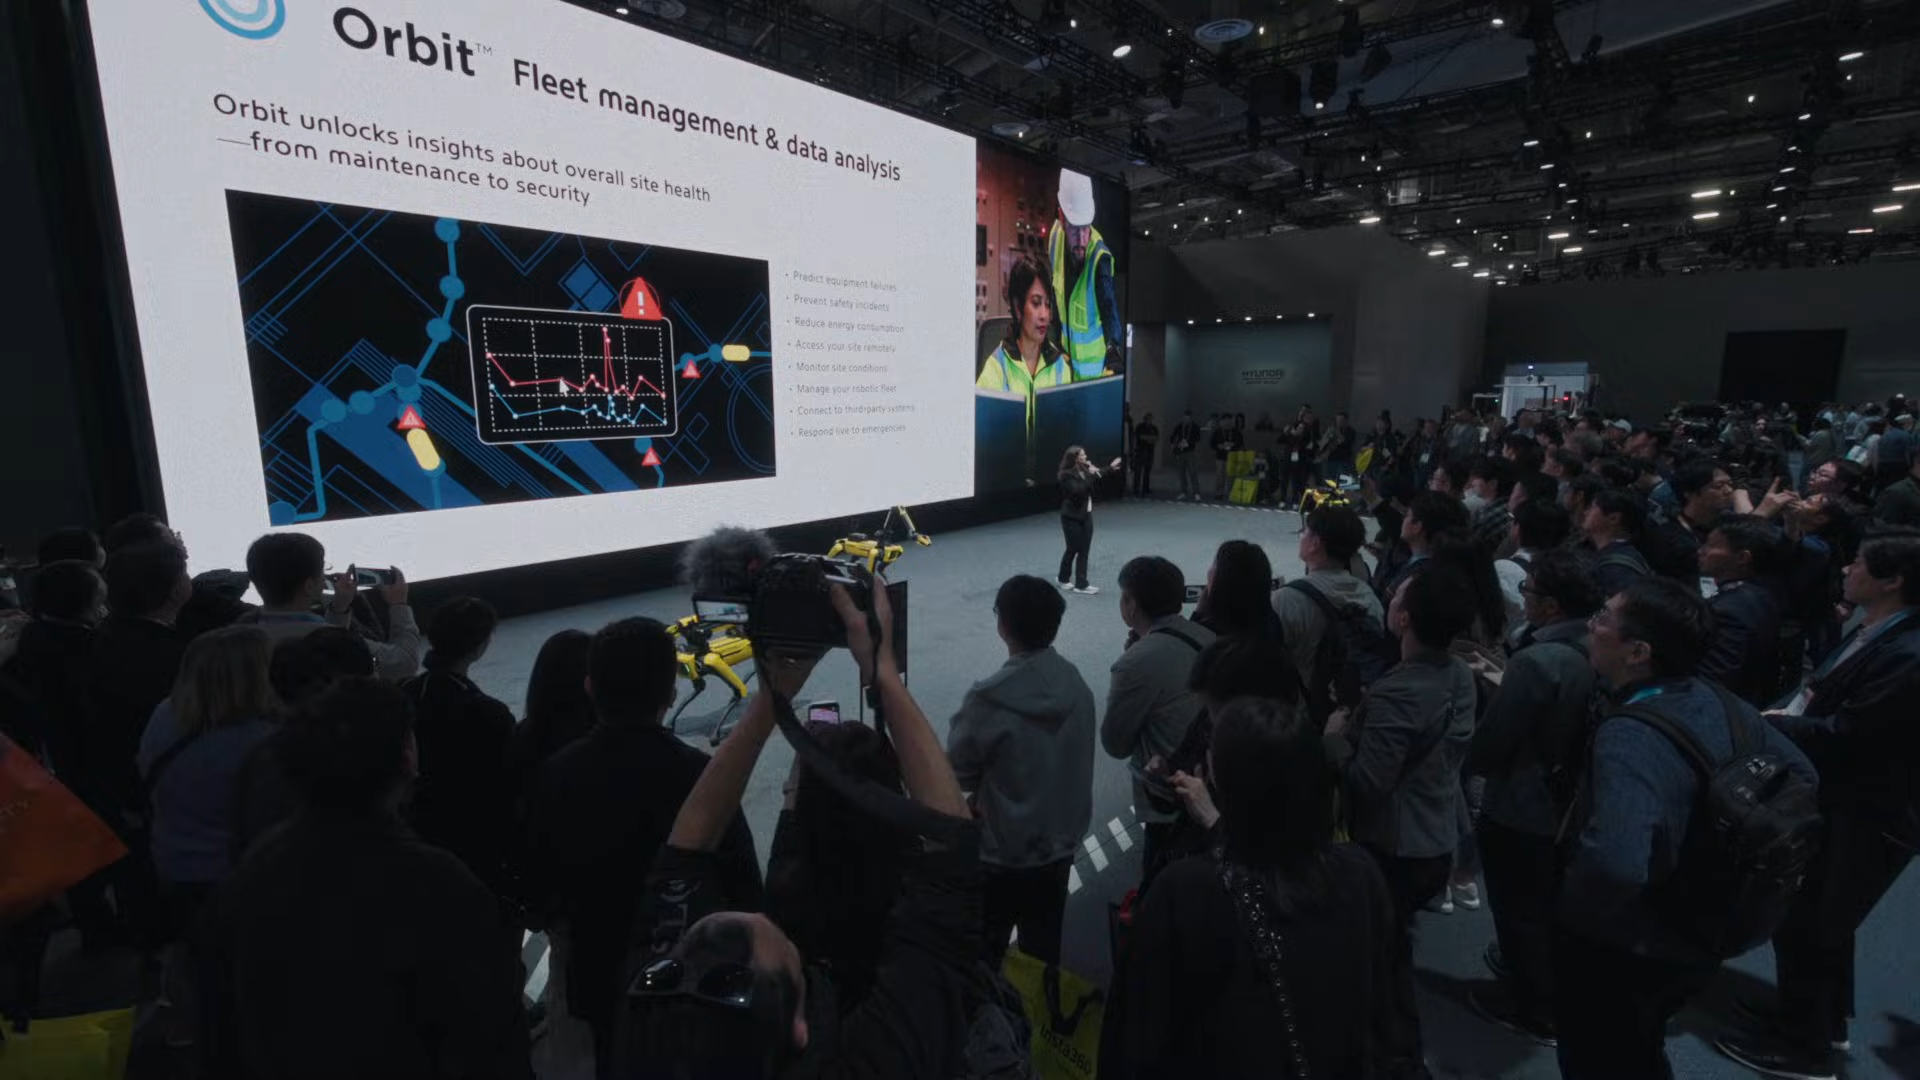 Orbit™ Fleet management & data analysis
Orbit unlocks insights about overall site health
—from maintenance to security
• Predict equipment failures
• Prevent safety incidents
• Reduce energy consumption
• Access your site remotely
• Monitor site conditions
• Manage your robotic fleet
• Connect to third-party systems
• Respond live to emergencies
HYUNDAI
Insta360